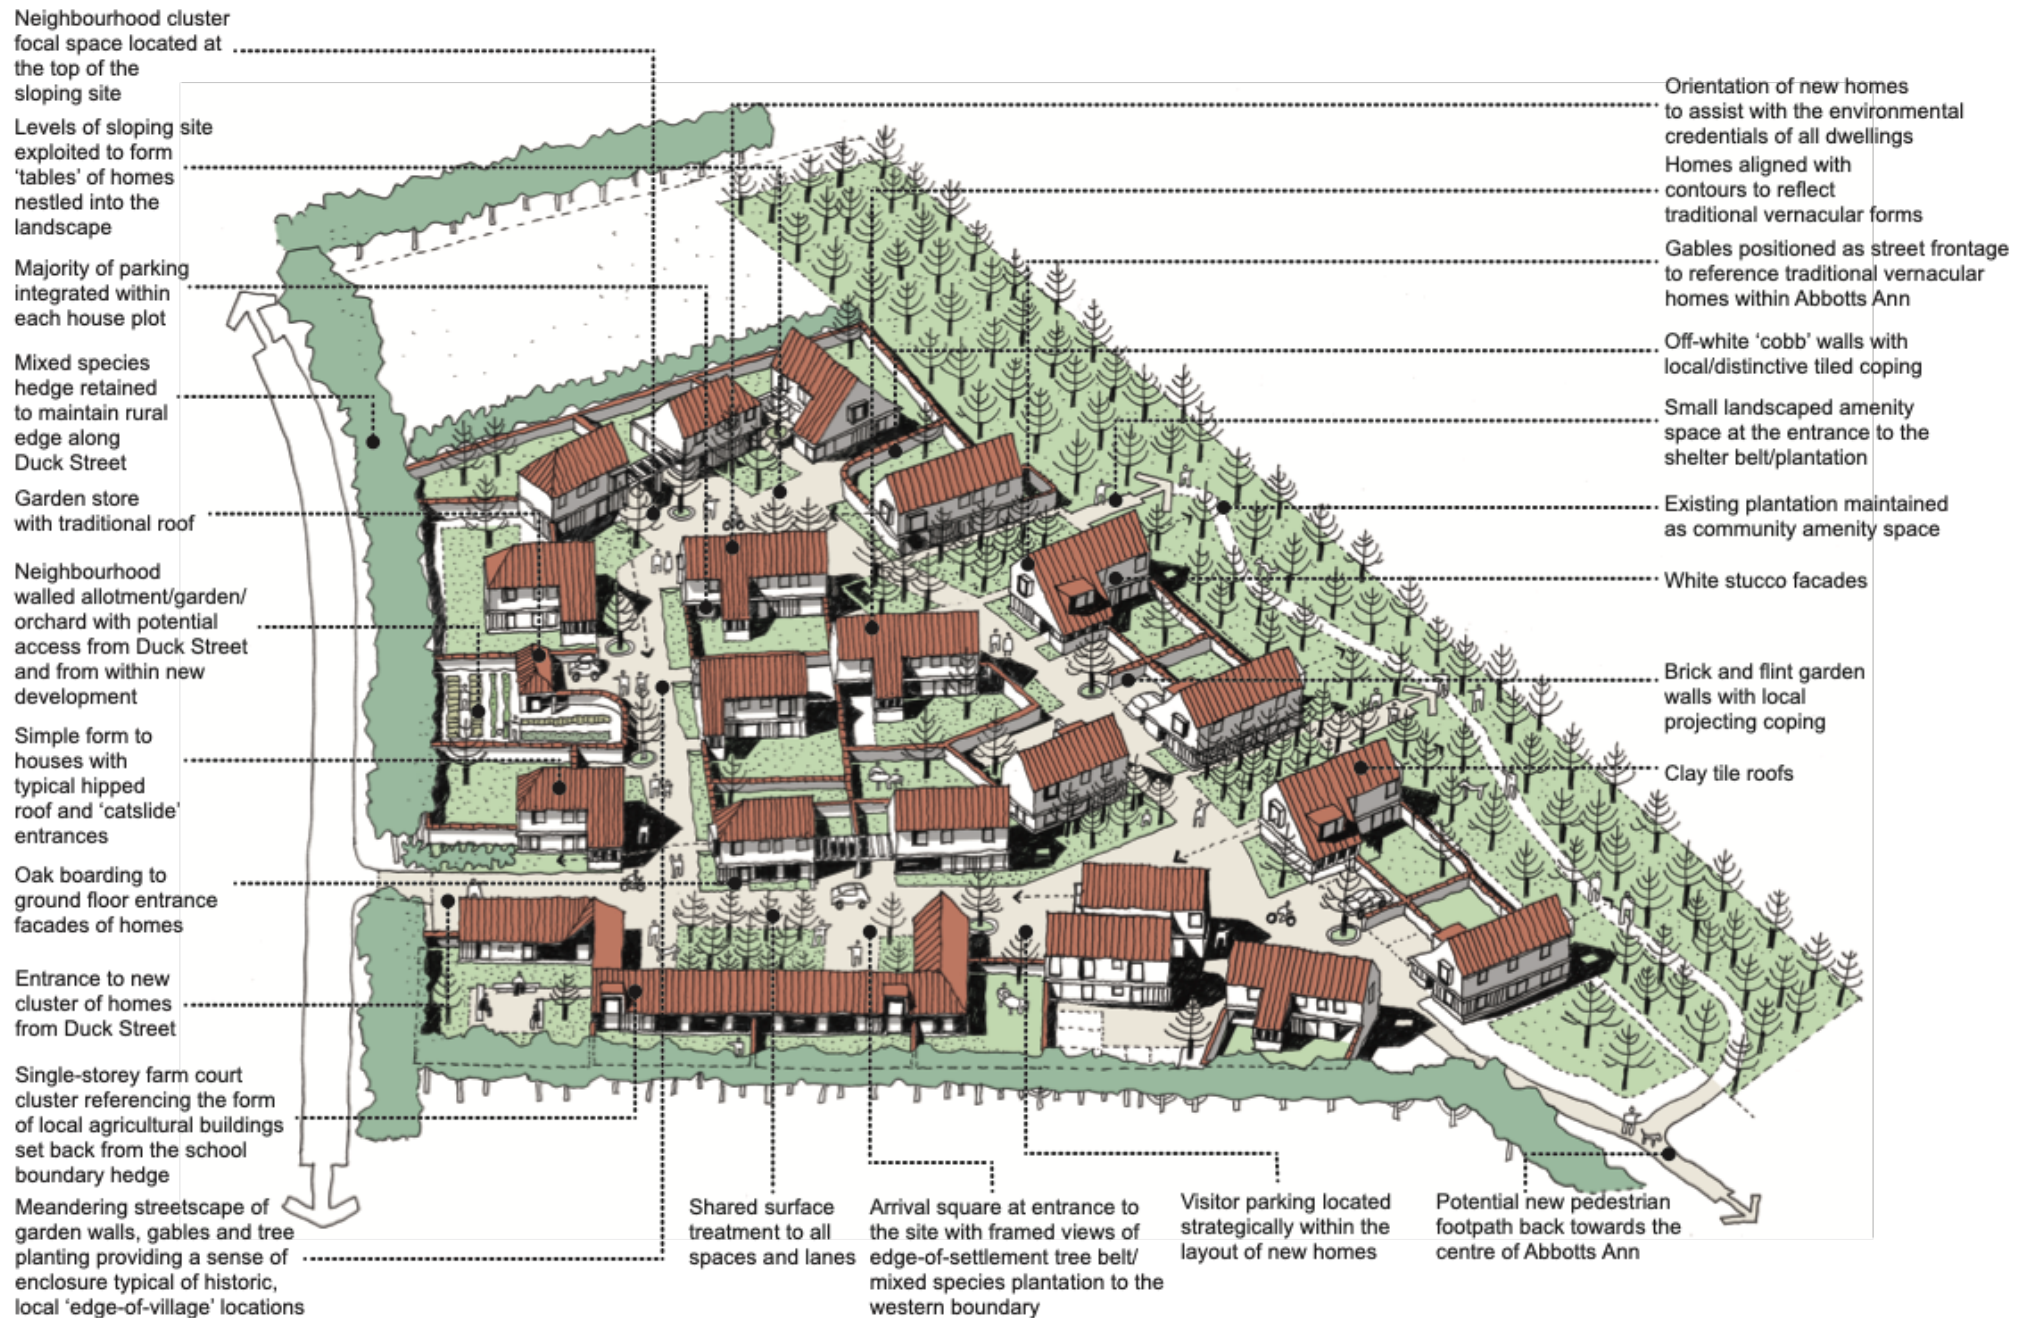 Neighbourhood cluster
focal space located at
the top of the
sloping site
Levels of sloping site
exploited to form
‘tables’ of homes
nestled into the
landscape
Majority of parking
integrated within
each house plot
Mixed species
hedge retained
to maintain rural
edge along
Duck Street
Garden store
with traditional roof
Neighbourhood
walled allotment/garden/
orchard with potential
access from Duck Street
and from within new
development
Simple form to
houses with
typical hipped
roof and ‘catslide’
entrances
Oak boarding to
ground floor entrance
facades of homes
Entrance to new
cluster of homes
from Duck Street
Single-storey farm court
cluster referencing the form
of local agricultural buildings
set back from the school
boundary hedge
Meandering streetscape of
garden walls, gables and tree
planting providing a sense of
enclosure typical of historic,
local ‘edge-of-village’ locations
Shared surface
treatment to all
spaces and lanes
Arrival square at entrance to
the site with framed views of
edge-of-settlement tree belt/
mixed species plantation to the
western boundary
Visitor parking located
strategically within the
layout of new homes
Potential new pedestrian
footpath back towards the
centre of Abbotts Ann
Orientation of new homes
to assist with the environmental
credentials of all dwellings
Homes aligned with
contours to reflect
traditional vernacular forms
Gables positioned as street frontage
to reference traditional vernacular
homes within Abbotts Ann
Off-white ‘cobb’ walls with
local/distinctive tiled coping
Small landscaped amenity
space at the entrance to the
shelter belt/plantation
Existing plantation maintained
as community amenity space
White stucco facades
Brick and flint garden
walls with local
projecting coping
Clay tile roofs